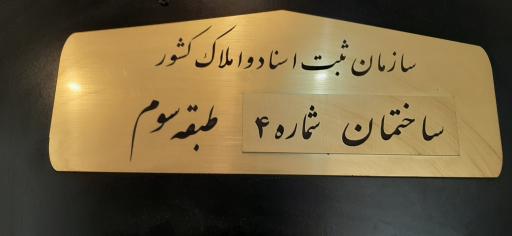 سازمان ثبت اسناد و املاک کشور
ساختمان شماره ۴ طبقه سوم